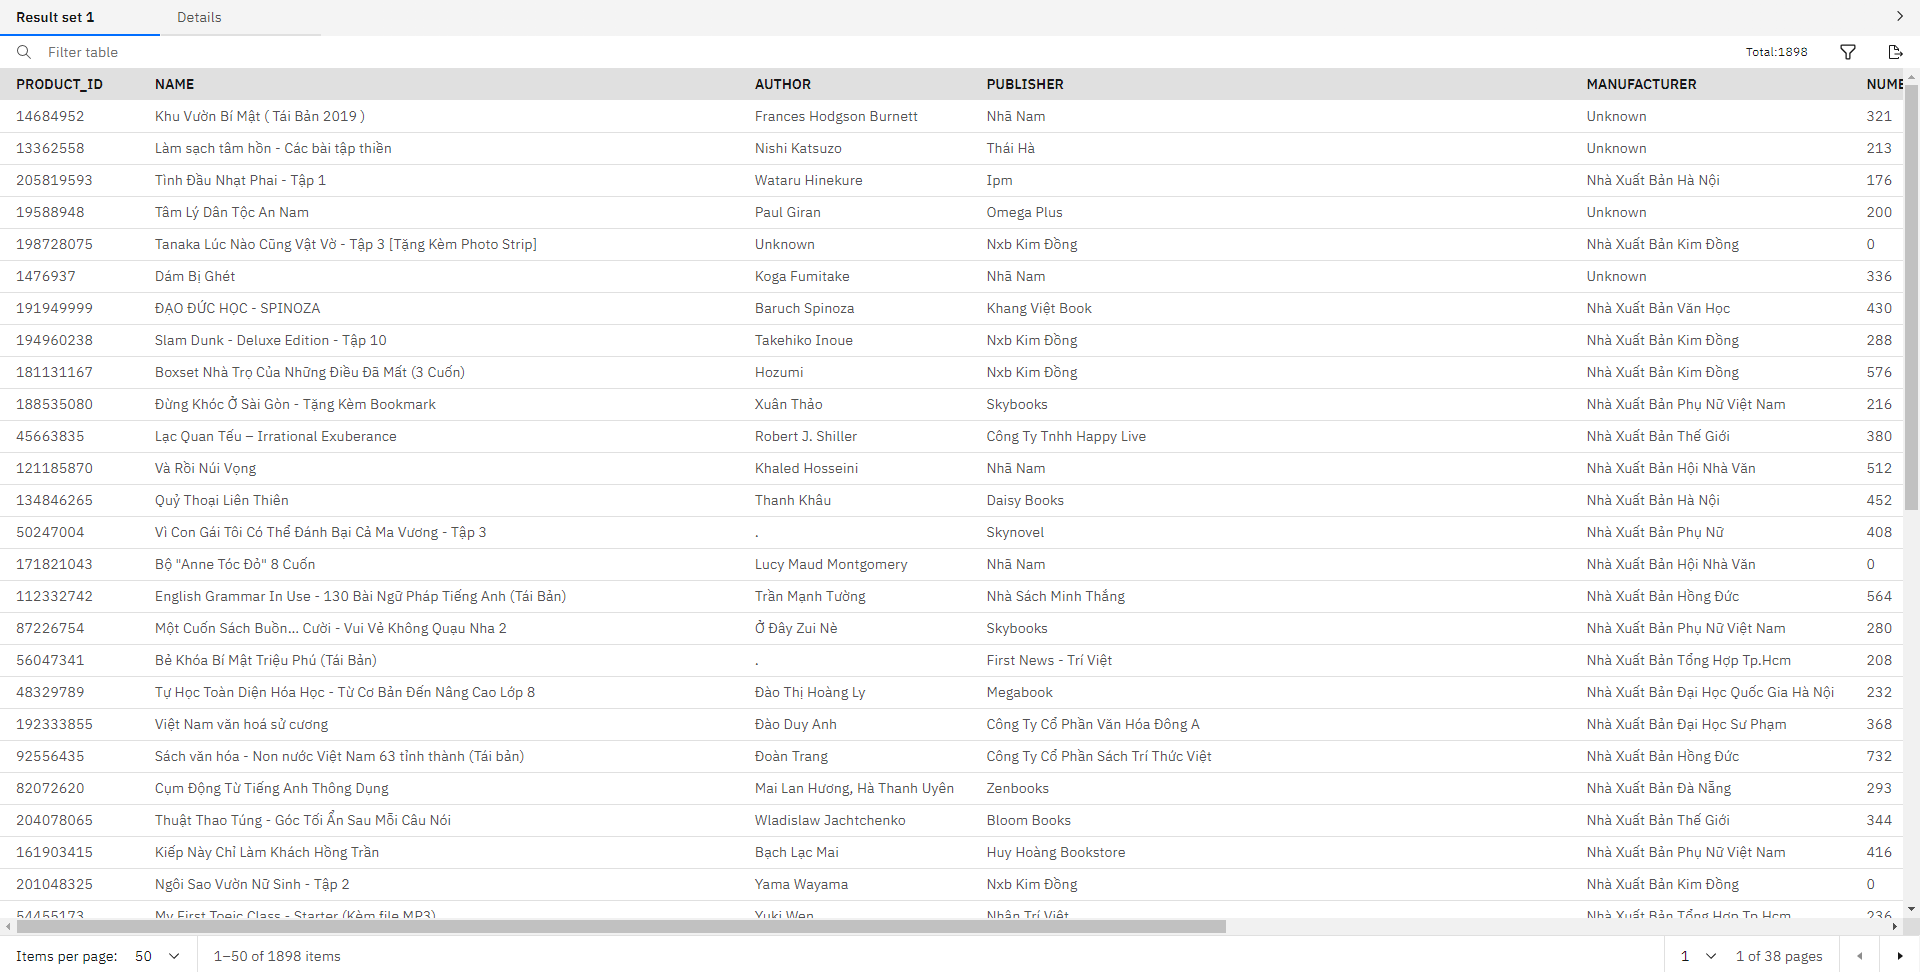 Result set 1 Details
Filter table Total:1898
PRODUCT_ID NAME AUTHOR PUBLISHER MANUFACTURER NUME
14684952 Khu Vườn Bí Mật ( Tái Bản 2019 ) Frances Hodgson Burnett Nhã Nam Unknown 321
13362558 Làm sạch tâm hồn - Các bài tập thiền Nishi Katsuzo Thái Hà Unknown 213
205819593 Tình Đầu Nhạt Phai - Tập 1 Wataru Hinekure Ipm Nhà Xuất Bản Hà Nội 176
19588948 Tâm Lý Dân Tộc An Nam Paul Giran Omega Plus Unknown 200
198728075 Tanaka Lúc Nào Cũng Vật Vờ - Tập 3 [Tặng Kèm Photo Strip] Unknown Nxb Kim Đồng Nhà Xuất Bản Kim Đồng 0
1476937 Dám Bị Ghét Koga Fumitake Nhã Nam Unknown 336
191949999 ĐẠO ĐỨC HỌC - SPINOZA Baruch Spinoza Khang Việt Book Nhà Xuất Bản Văn Học 430
194960238 Slam Dunk - Deluxe Edition - Tập 10 Takehiko Inoue Nxb Kim Đồng Nhà Xuất Bản Kim Đồng 288
181131167 Boxset Nhà Trọ Của Những Điều Đã Mất (3 Cuốn) Hozumi Nxb Kim Đồng Nhà Xuất Bản Kim Đồng 576
188535080 Đừng Khóc Ở Sài Gòn - Tặng Kèm Bookmark Xuân Thảo Skybooks Nhà Xuất Bản Phụ Nữ Việt Nam 216
45663835 Lạc Quan Tếu – Irrational Exuberance Robert J. Shiller Công Ty Tnhh Happy Live Nhà Xuất Bản Thế Giới 380
121185870 Và Rồi Núi Vọng Khaled Hosseini Nhã Nam Nhà Xuất Bản Hội Nhà Văn 512
134846265 Quỷ Thoại Liên Thiên Thanh Khâu Daisy Books Nhà Xuất Bản Hà Nội 452
50247004 Vì Con Gái Tôi Có Thể Đánh Bại Cả Ma Vương - Tập 3 . Skynovel Nhà Xuất Bản Phụ Nữ 408
171821043 Bộ "Anne Tóc Đỏ" 8 Cuốn Lucy Maud Montgomery Nhã Nam Nhà Xuất Bản Hội Nhà Văn 0
112332742 English Grammar In Use - 130 Bài Ngữ Pháp Tiếng Anh (Tái Bản) Trần Mạnh Tường Nhà Sách Minh Thắng Nhà Xuất Bản Hồng Đức 564
87226754 Một Cuốn Sách Buồn... Cười - Vui Vẻ Không Quạu Nha 2 Ở Đây Zui Nè Skybooks Nhà Xuất Bản Phụ Nữ Việt Nam 280
56047341 Bẻ Khóa Bí Mật Triệu Phú (Tái Bản) . First News - Trí Việt Nhà Xuất Bản Tổng Hợp Tp.Hcm 208
48329789 Tự Học Toàn Diện Hóa Học - Từ Cơ Bản Đến Nâng Cao Lớp 8 Đào Thị Hoàng Ly Megabook Nhà Xuất Bản Đại Học Quốc Gia Hà Nội 232
192333855 Việt Nam văn hoá sử cương Đào Duy Anh Công Ty Cổ Phần Văn Hóa Đông A Nhà Xuất Bản Đại Học Sư Phạm 368
92556435 Sách văn hóa - Non nước Việt Nam 63 tỉnh thành (Tái bản) Đoàn Trang Công Ty Cổ Phần Sách Trí Thức Việt Nhà Xuất Bản Hồng Đức 732
82072620 Cụm Động Từ Tiếng Anh Thông Dụng Mai Lan Hương, Hà Thanh Uyên Zenbooks Nhà Xuất Bản Đà Nẵng 293
204078065 Thuật Thao Túng - Góc Tối Ẩn Sau Mỗi Câu Nói Wladislaw Jachtchenko Bloom Books Nhà Xuất Bản Thế Giới 344
161903415 Kiếp Này Chỉ Làm Khách Hồng Trần Bạch Lạc Mai Huy Hoàng Bookstore Nhà Xuất Bản Phụ Nữ Việt Nam 416
201048325 Ngôi Sao Vườn Nữ Sinh - Tập 2 Yama Wayama Nxb Kim Đồng Nhà Xuất Bản Kim Đồng 0
54455173 My First Toeic Class - Starter (Kèm file MP3) Yuki Wen Nhân Trí Việt Nhà Xuất Bản Tổng Hợp Tp.Hcm 236
Items per page: 50 1–50 of 1898 items 1 1 of 38 pages